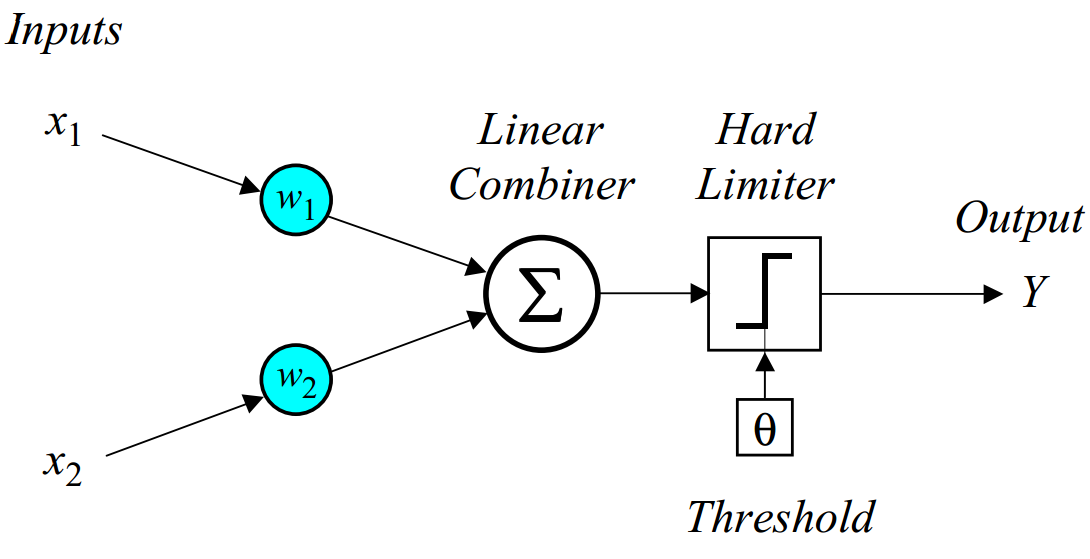 Inputs
x1
w1
Linear
Combiner
Σ
Hard
Limiter
Output
Y
w2
x2
θ
Threshold